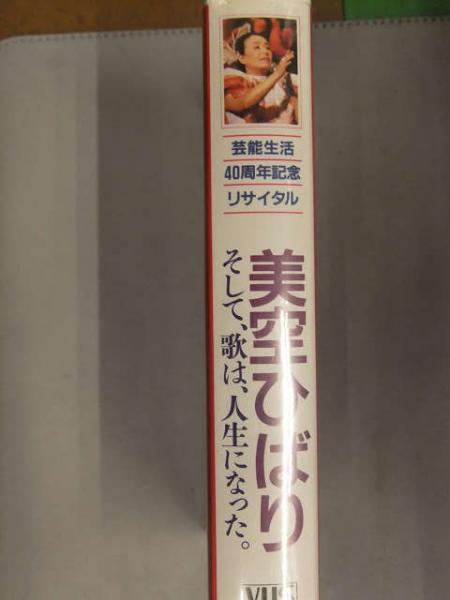 芸能生活
40周年記念
リサイタル
美空ひばり
そして、歌は、人生になった。
VHS